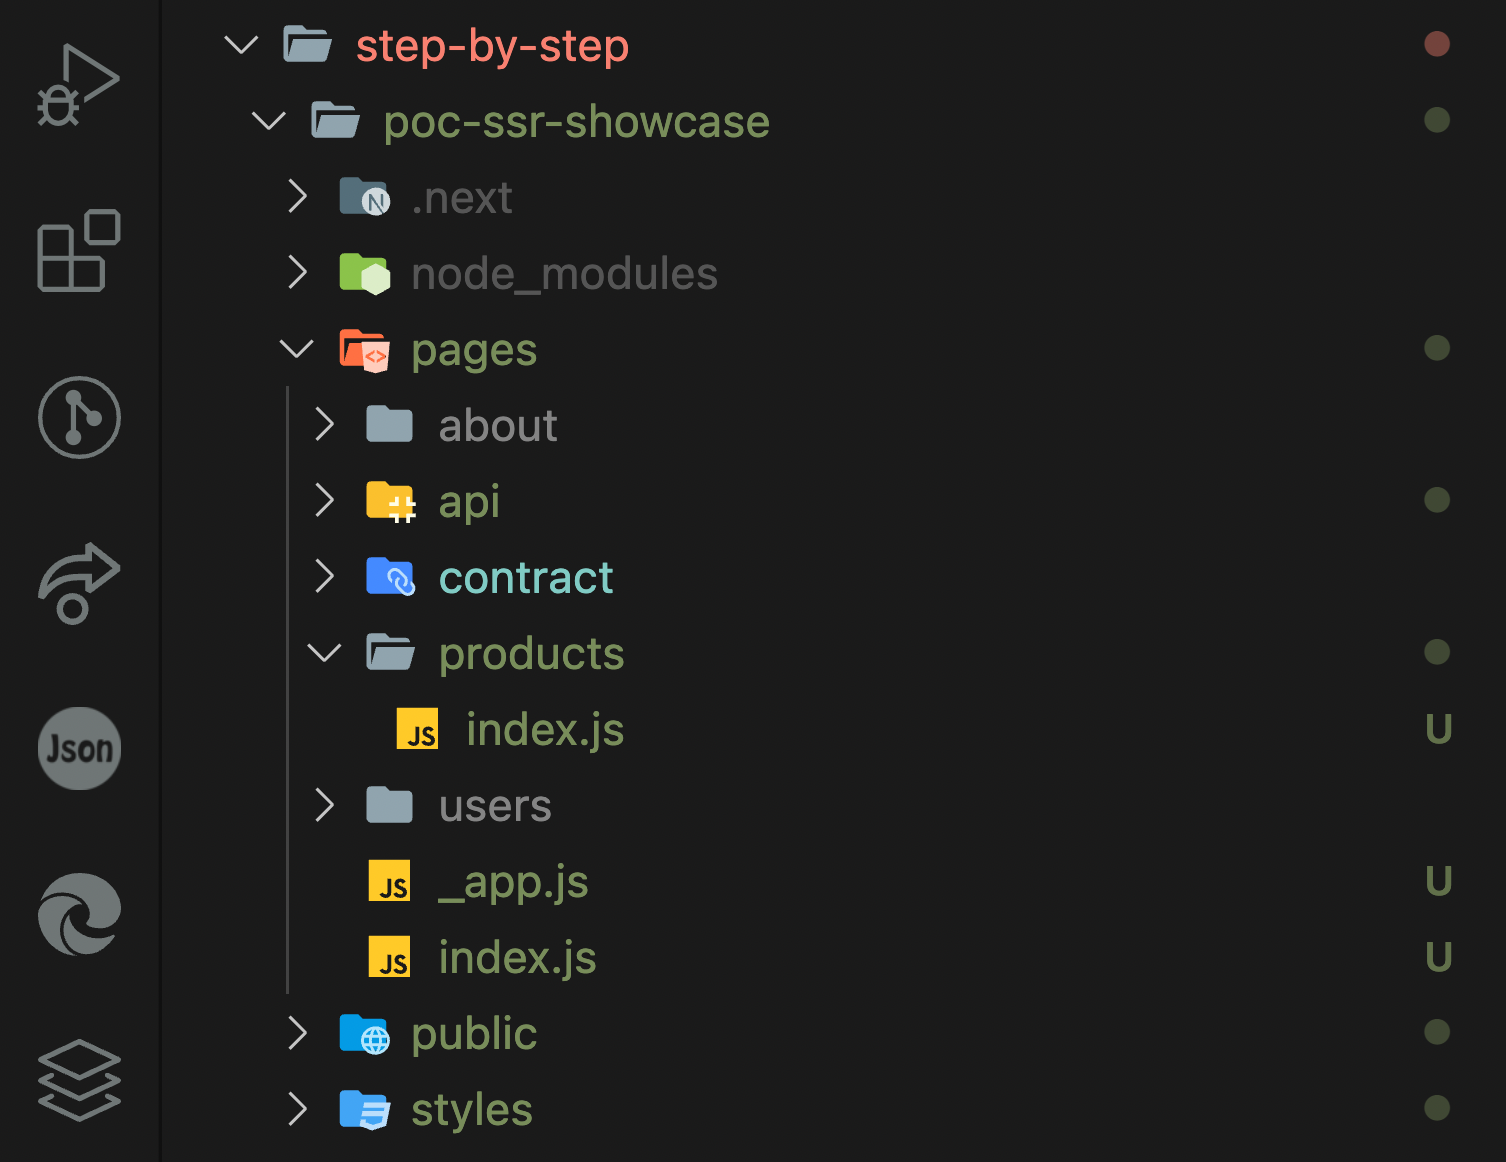 step-by-step
poc-ssr-showcase
N .next
node_modules
pages
about
api
contract
Json
products
JS index.js U
users
JS _app.js U
JS index.js U
public
styles